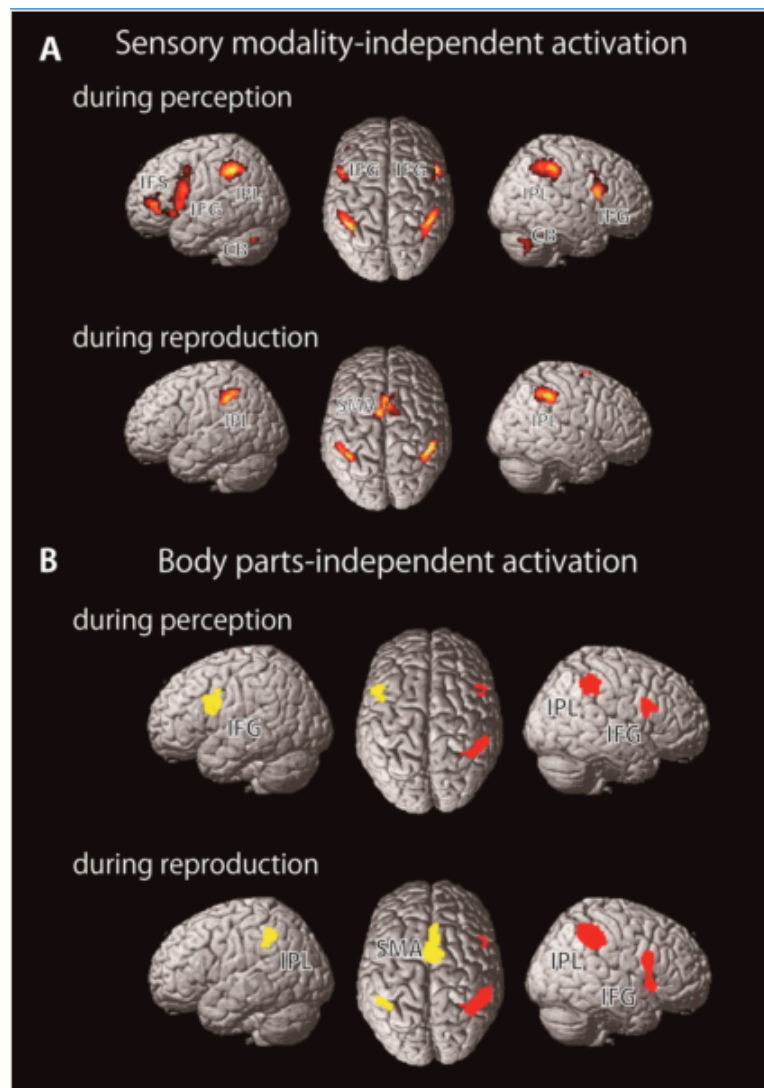 A Sensory modality-independent activation
during perception
IFG IFG
IFS IPL IPL
IFG IFG
CB CB
during reproduction
SMA
IPL IPL
B Body parts-independent activation
during perception
IFG IPL IFG
during reproduction
SMA
IPL IPL
IFG